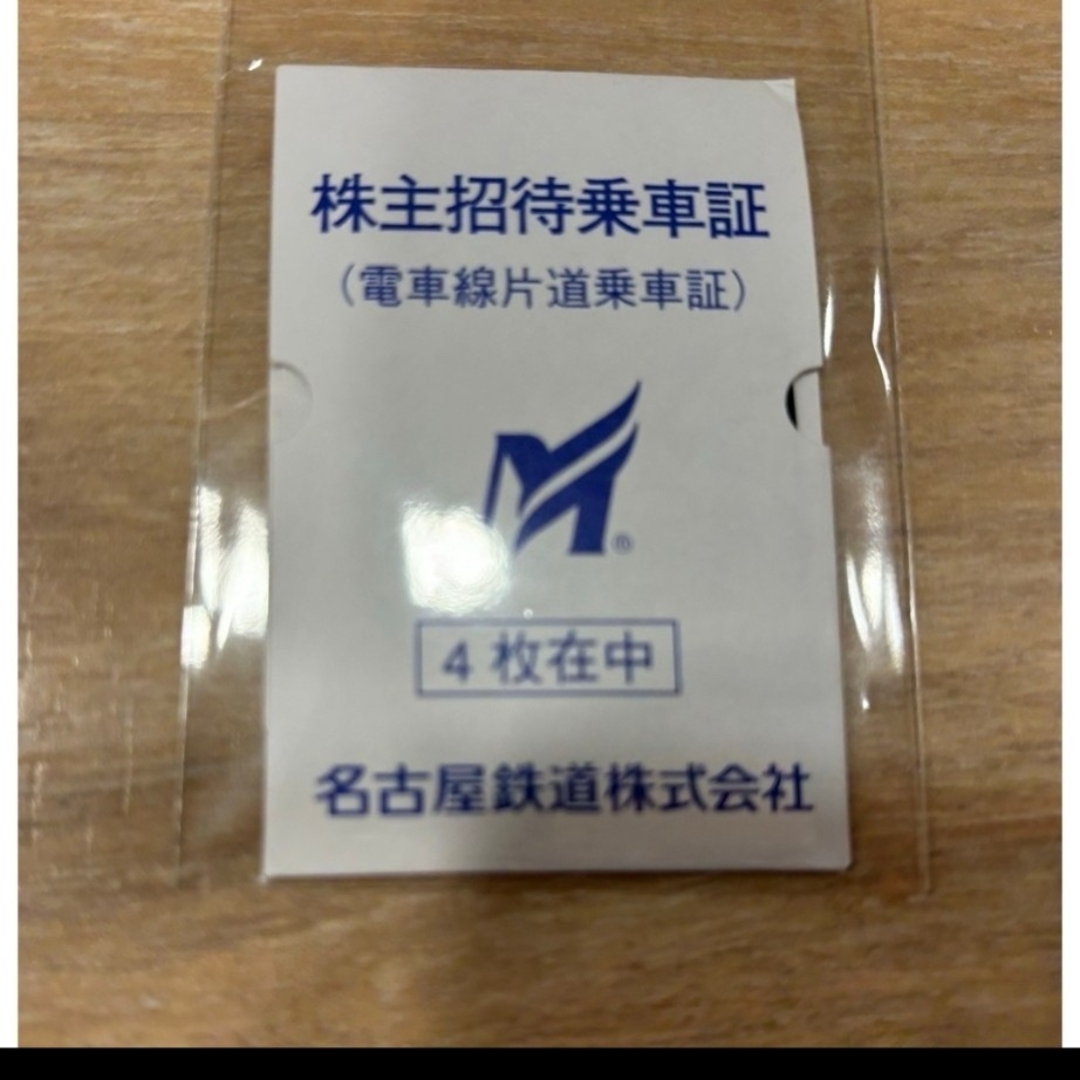 株主招待乗車証
（電車線片道乗車証）
®
4枚在中
名古屋鉄道株式会社